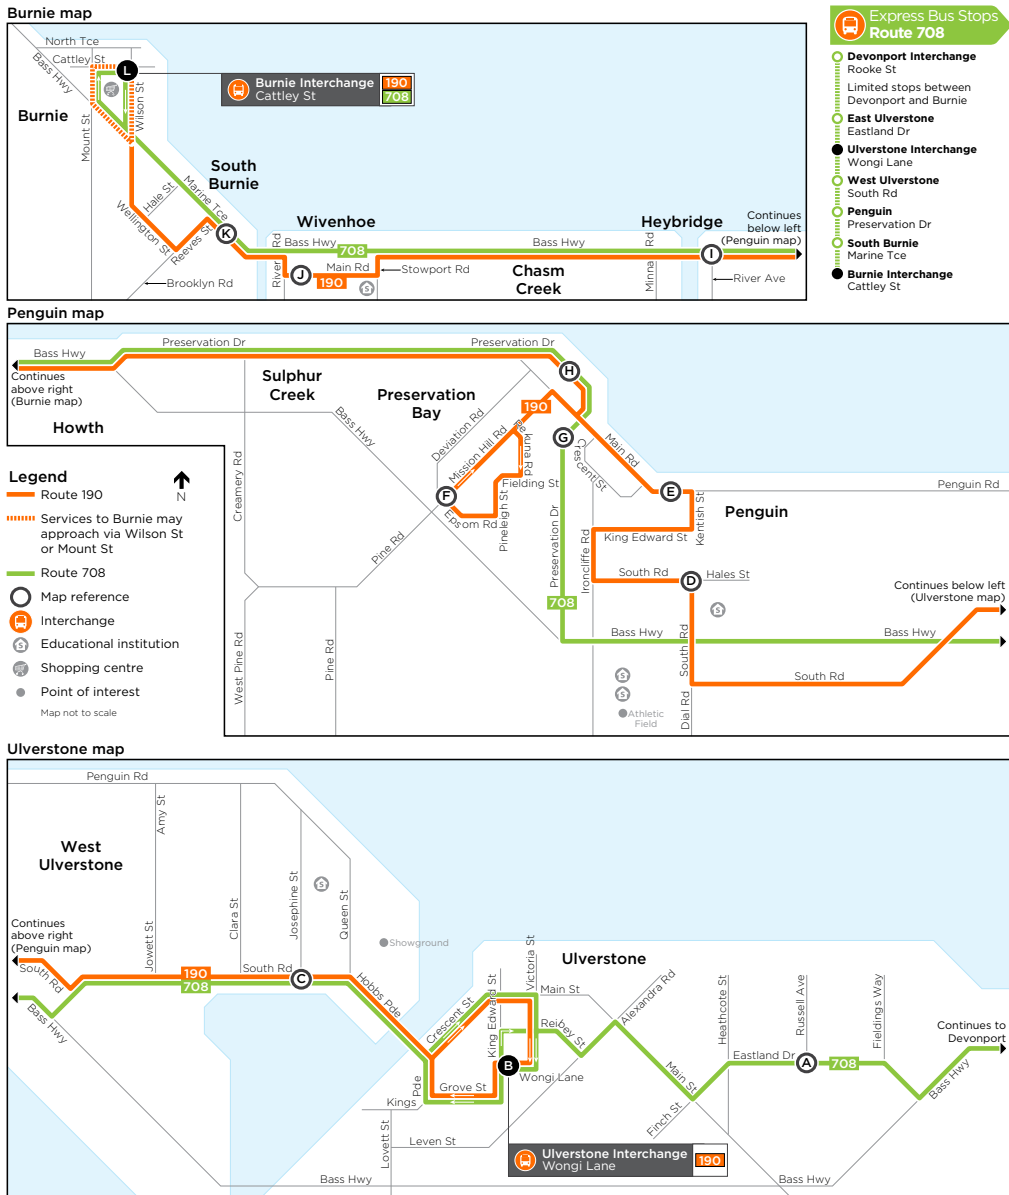 Burnie map
North Tce
Cattley St
Bass Hwy
L
Burnie Interchange
Cattley St
190
708
Burnie
Mount St
Wilson St
South
Burnie
Marine Tce
Hale St
Wellington St
Reeves St
K
Brooklyn Rd
Wivenhoe
River Rd
Bass Hwy
708
J
Main Rd
190
Stowport Rd
Chasm
Creek
Bass Hwy
Heybridge
Minna Rd
I
River Ave
Continues
below left
(Penguin map)
Express Bus Stops
Route 708
Devonport Interchange
Rooke St
Limited stops between
Devonport and Burnie
East Ulverstone
Eastland Dr
Ulverstone Interchange
Wongi Lane
West Ulverstone
South Rd
Penguin
Preservation Dr
South Burnie
Marine Tce
Burnie Interchange
Cattley St
Penguin map
Bass Hwy
Continues
above right
(Burnie map)
Howth
Preservation Dr
Preservation Dr
H
Sulphur
Creek
Preservation
Bay
Bass Hwy
Deviation Rd
190
Mission Hill Rd
Pekuna Rd
G
Crescent St
Main Rd
Fielding St
F
Epsom Rd
Pineleigh St
E
Penguin Rd
Penguin
Kentish St
King Edward St
Creamery Rd
Pine Rd
Preservation Dr
Ironcliffe Rd
South Rd
D
Hales St
708
Continues below left
(Ulverstone map)
Bass Hwy
Bass Hwy
West Pine Rd
Pine Rd
South Rd
South Rd
Dial Rd
Athletic
Field
Legend
N
Route 190
Services to Burnie may
approach via Wilson St
or Mount St
Route 708
Map reference
Interchange
Educational institution
Shopping centre
Point of interest
Map not to scale
Ulverstone map
Penguin Rd
Amy St
West
Ulverstone
Jowett St
Clara St
Josephine St
Queen St
Continues
above right
(Penguin map)
South Rd
Bass Hwy
190
708
South Rd
C
Showground
Hobbs Pde
Crescent St
King Edward St
Victoria St
Ulverstone
Main St
Reibey St
Alexandra Rd
B
Wongi Lane
Grove St
Kings
Pde
Lovett St
Leven St
Main St
Finch St
Heathcote St
Eastland Dr
Russell Ave
A
708
Fieldings Way
Continues to
Devonport
Bass Hwy
Ulverstone Interchange
Wongi Lane
190
Bass Hwy
Bass Hwy